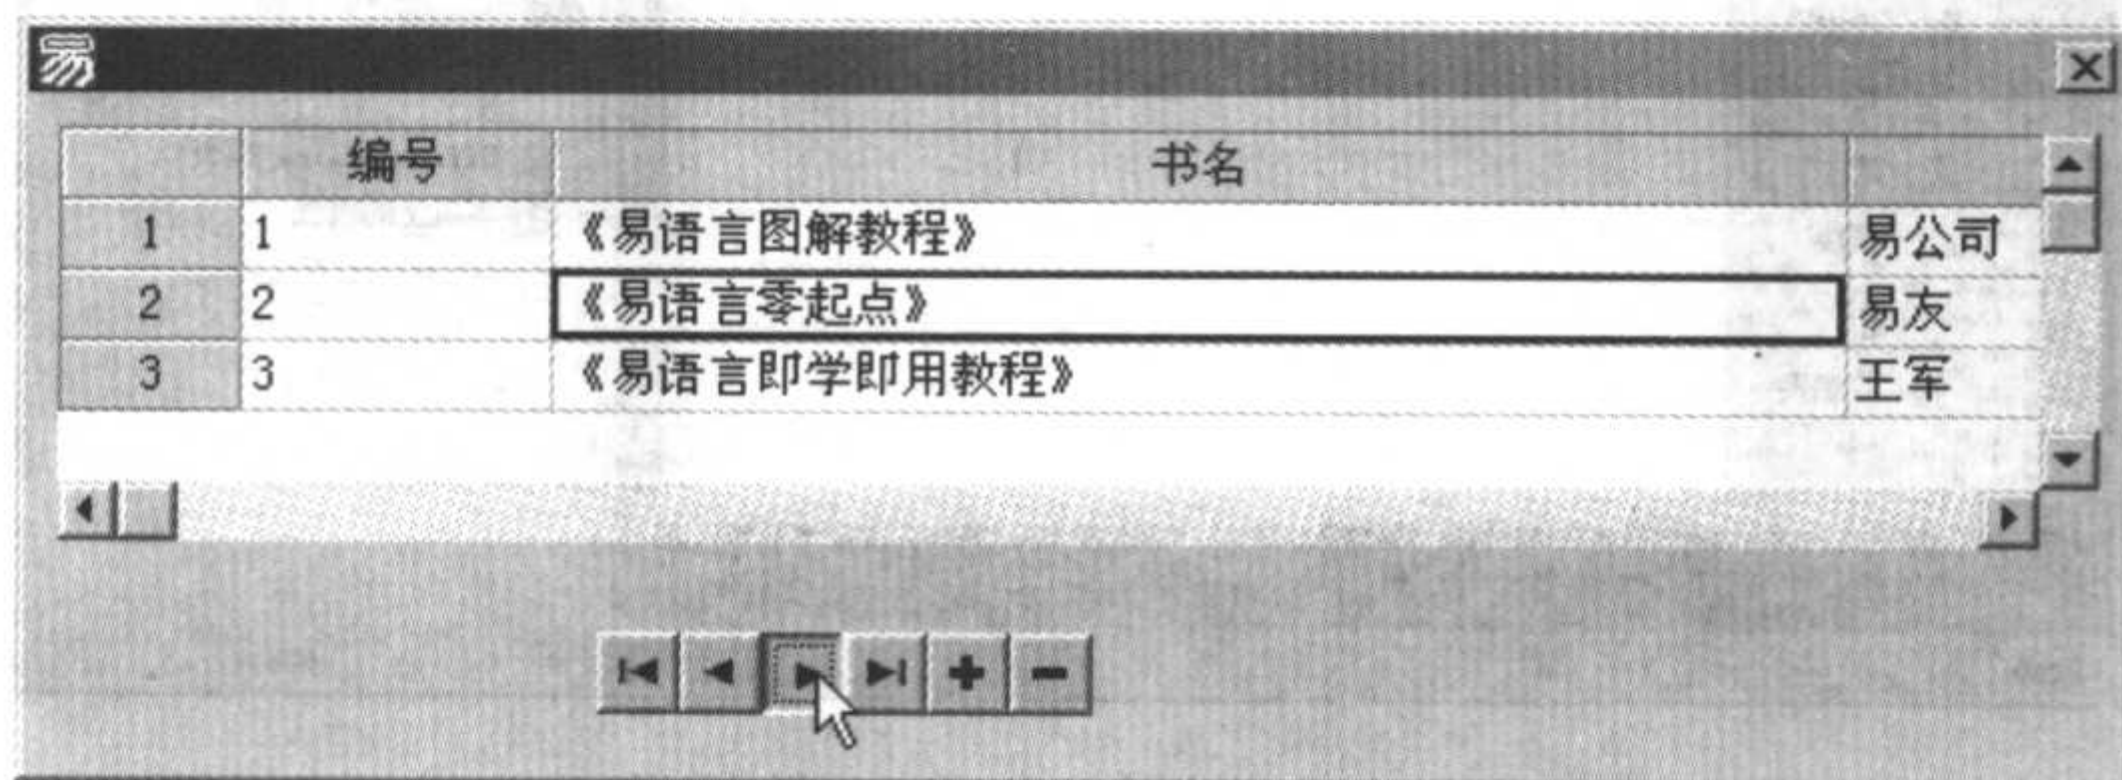 易
编号 书名
1 1 《易语言图解教程》 易公司
2 2 《易语言零起点》 易友
3 3 《易语言即学即用教程》 王军